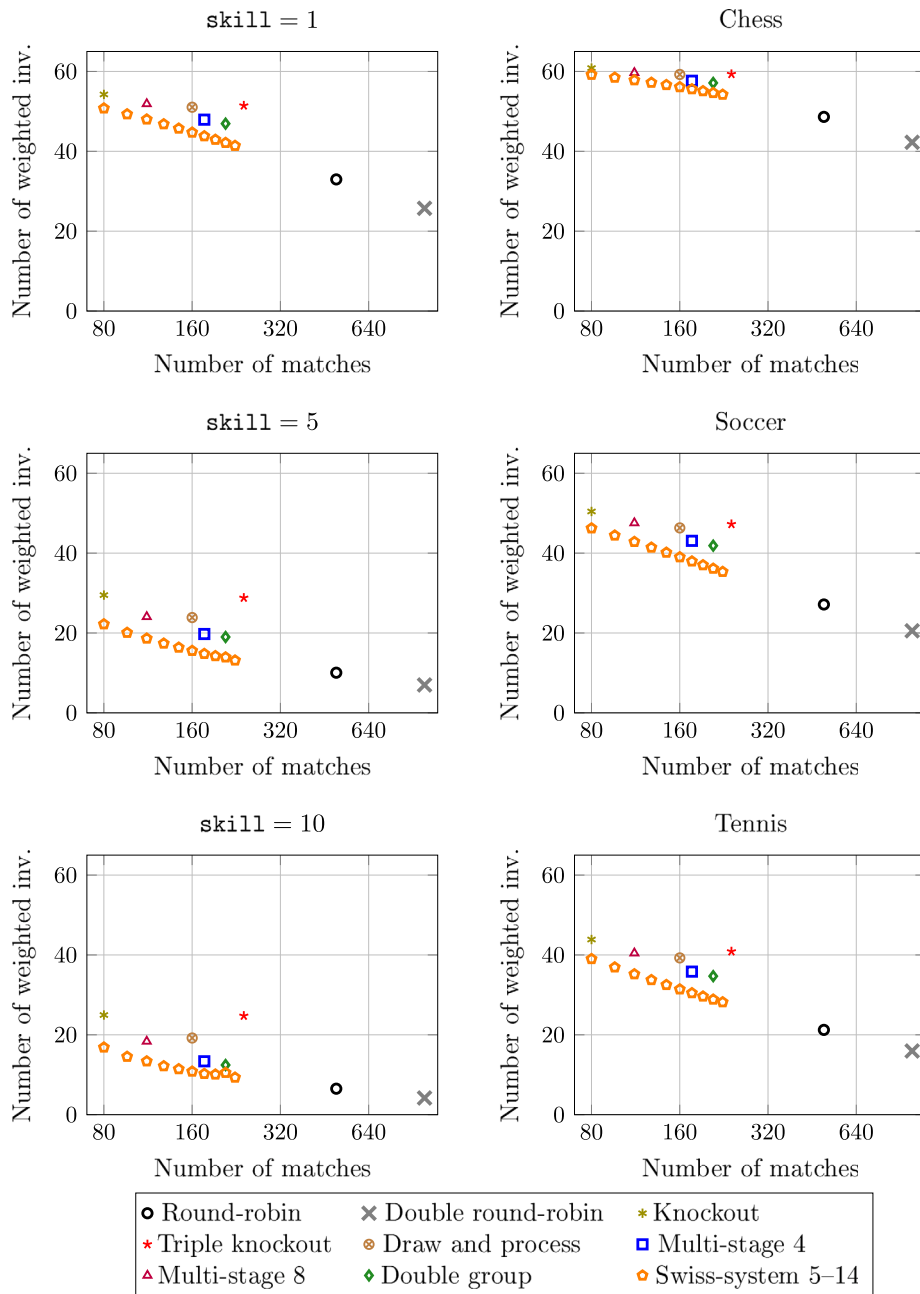 skill = 1
Number of weighted inv.
60
40
20
0
80 160 320 640
Number of matches
Chess
Number of weighted inv.
60
40
20
0
80 160 320 640
Number of matches
skill = 5
Number of weighted inv.
60
40
20
0
80 160 320 640
Number of matches
Soccer
Number of weighted inv.
60
40
20
0
80 160 320 640
Number of matches
skill = 10
Number of weighted inv.
60
40
20
0
80 160 320 640
Number of matches
Tennis
Number of weighted inv.
60
40
20
0
80 160 320 640
Number of matches
Round-robin Double round-robin Knockout
Triple knockout Draw and process Multi-stage 4
Multi-stage 8 Double group Swiss-system 5–14